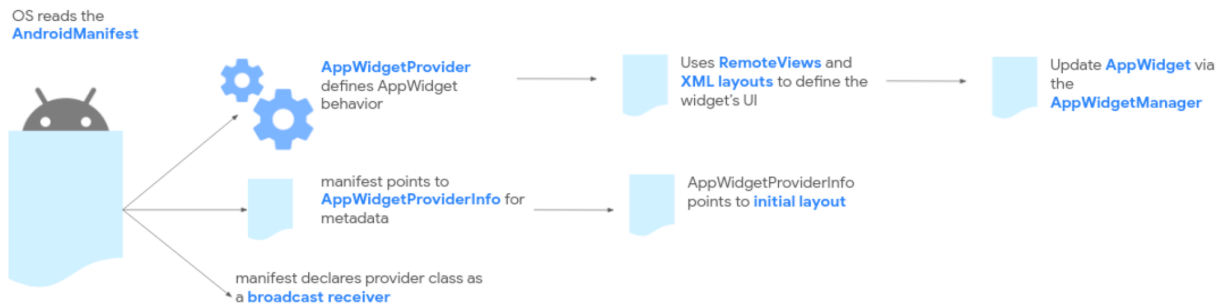 OS reads the
AndroidManifest
AppWidgetProvider
defines AppWidget
behavior
Uses RemoteViews and
XML layouts to define the
widget's UI
Update AppWidget via
the
AppWidgetManager
manifest points to
AppWidgetProviderInfo for
metadata
AppWidgetProviderInfo
points to initial layout
manifest declares provider class as
a broadcast receiver